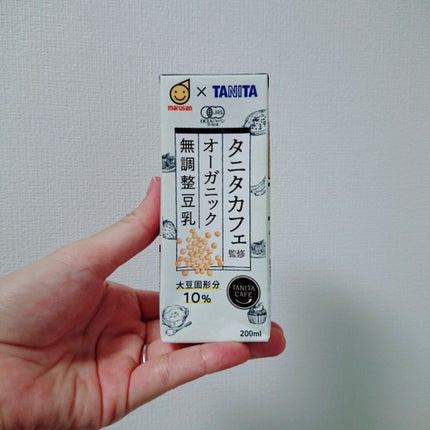 marusan × TANITA
JAS
タニタカフェ監修
オーガニック
無調整豆乳
大豆固形分
10%
TANITA
CAFE
200ml